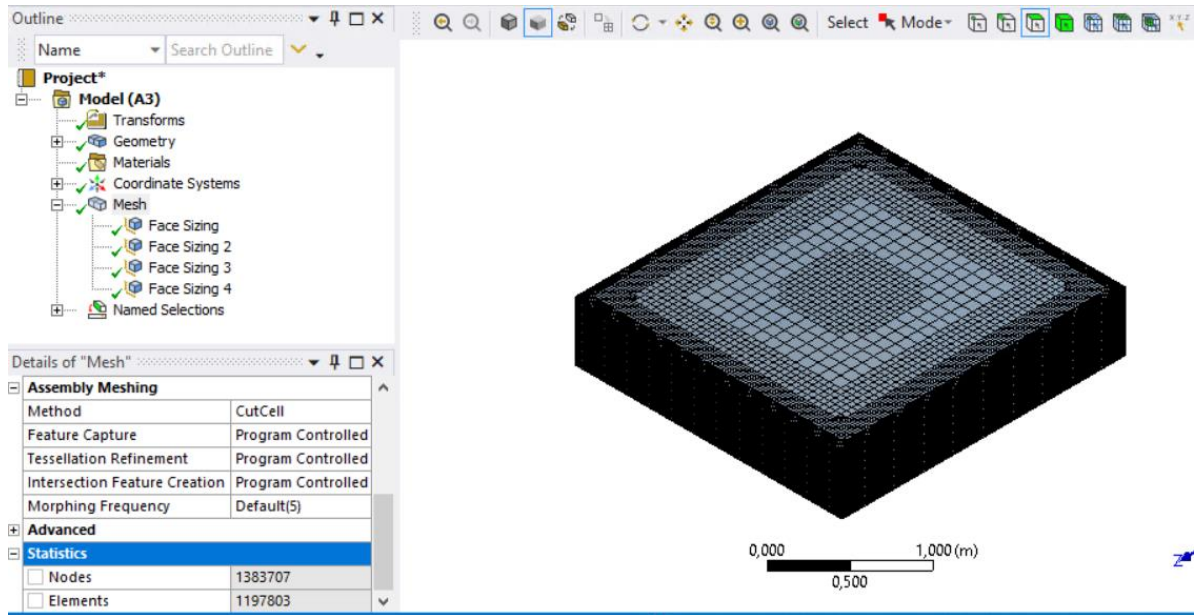 Outline
Select Mode
Name Search Outline
Project*
Model (A3)
Transforms
Geometry
Materials
Coordinate Systems
Mesh
Face Sizing
Face Sizing 2
Face Sizing 3
Face Sizing 4
Named Selections
Details of "Mesh"
Assembly Meshing
Method CutCell
Feature Capture Program Controlled
Tessellation Refinement Program Controlled
Intersection Feature Creation Program Controlled
Morphing Frequency Default(5)
Advanced
Statistics
Nodes 1383707
Elements 1197803
0,000 1,000 (m)
0,500
Z